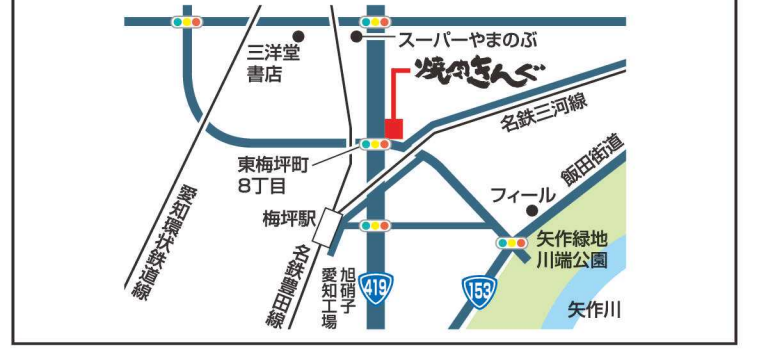 三洋堂
書店
スーパーやまのぶ
焼肉きんぐ
名鉄三河線
東梅坪町
8丁目
飯田街道
フィール
梅坪駅
愛知環状鉄道線
名鉄豊田線
旭硝子
愛知工場
419
153
矢作緑地
川端公園
矢作川